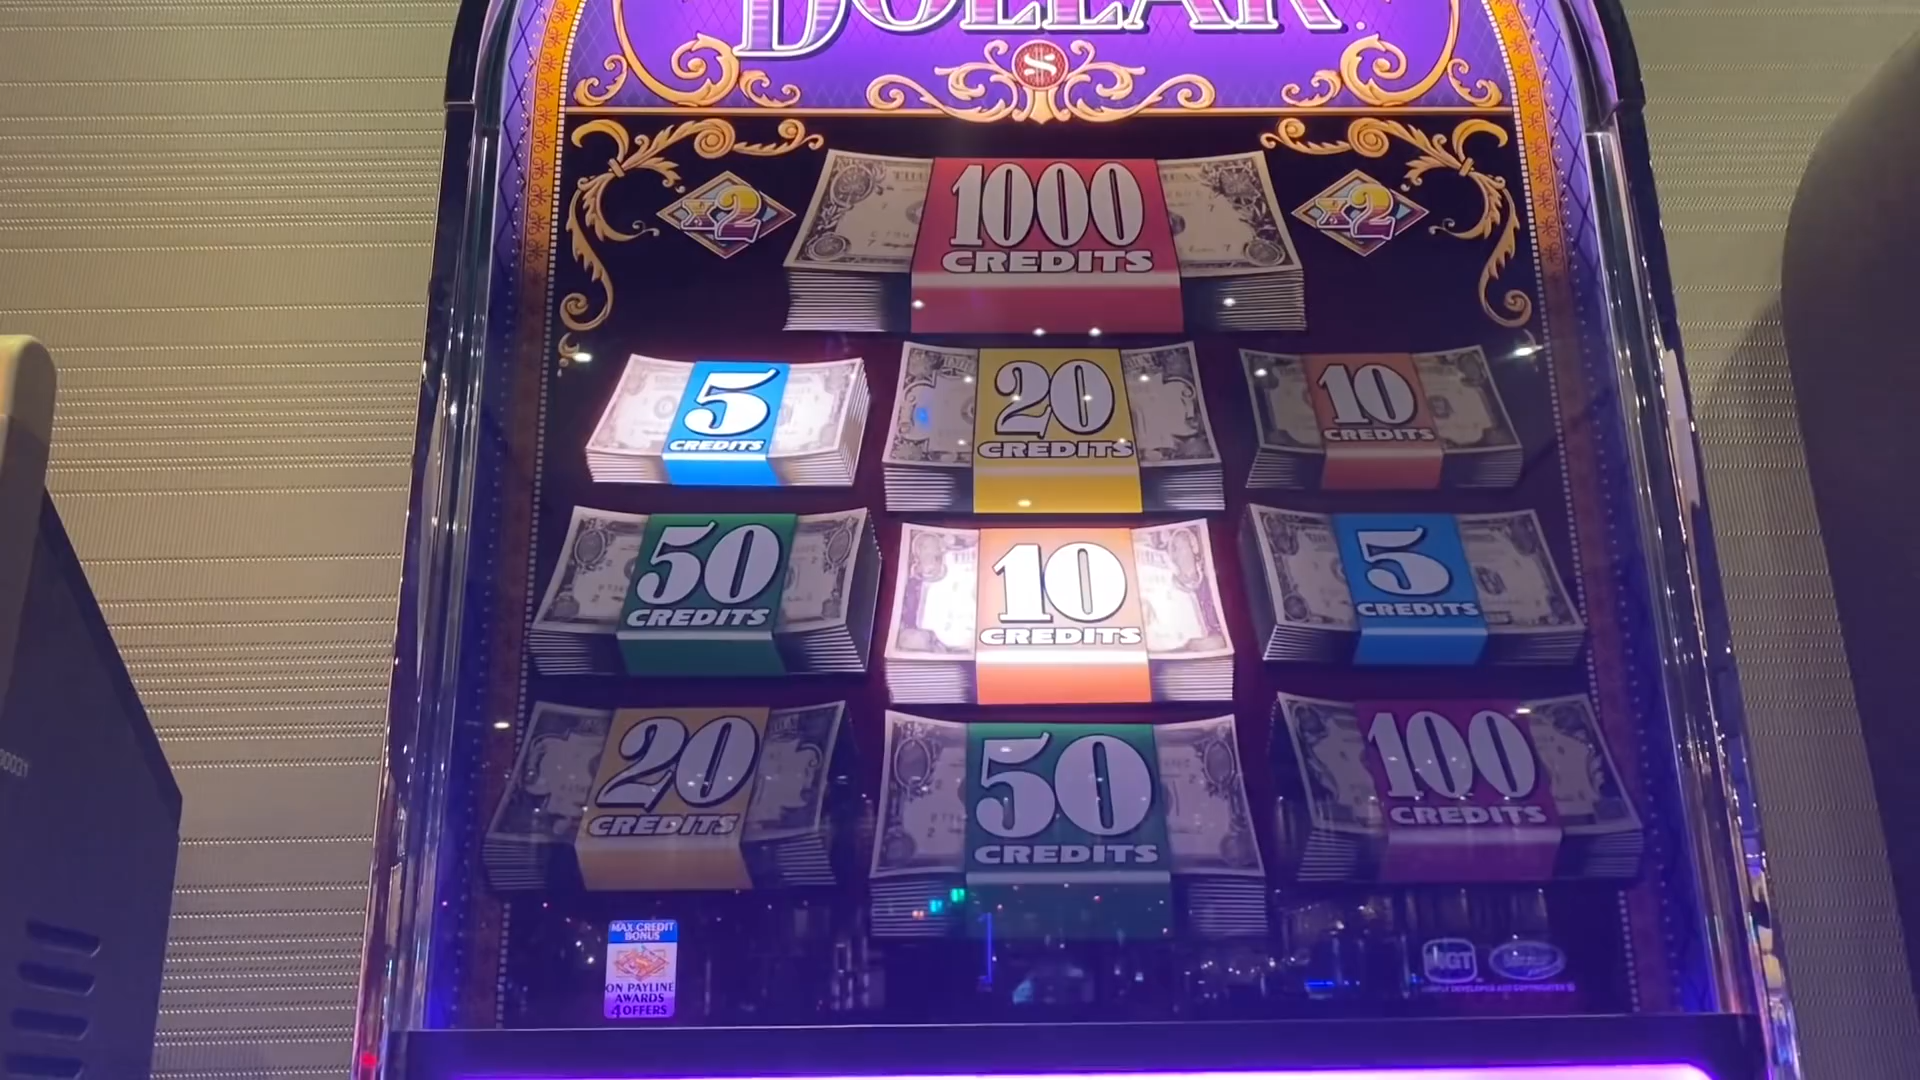 DOLLAR
1000
CREDITS
x2
x2
5
CREDITS
20
CREDITS
10
CREDITS
50
CREDITS
10
CREDITS
5
CREDITS
20
CREDITS
50
CREDITS
100
CREDITS
MAX CREDIT
BONUS
ON PAYLINE
AWARDS
4 OFFERS
IGT